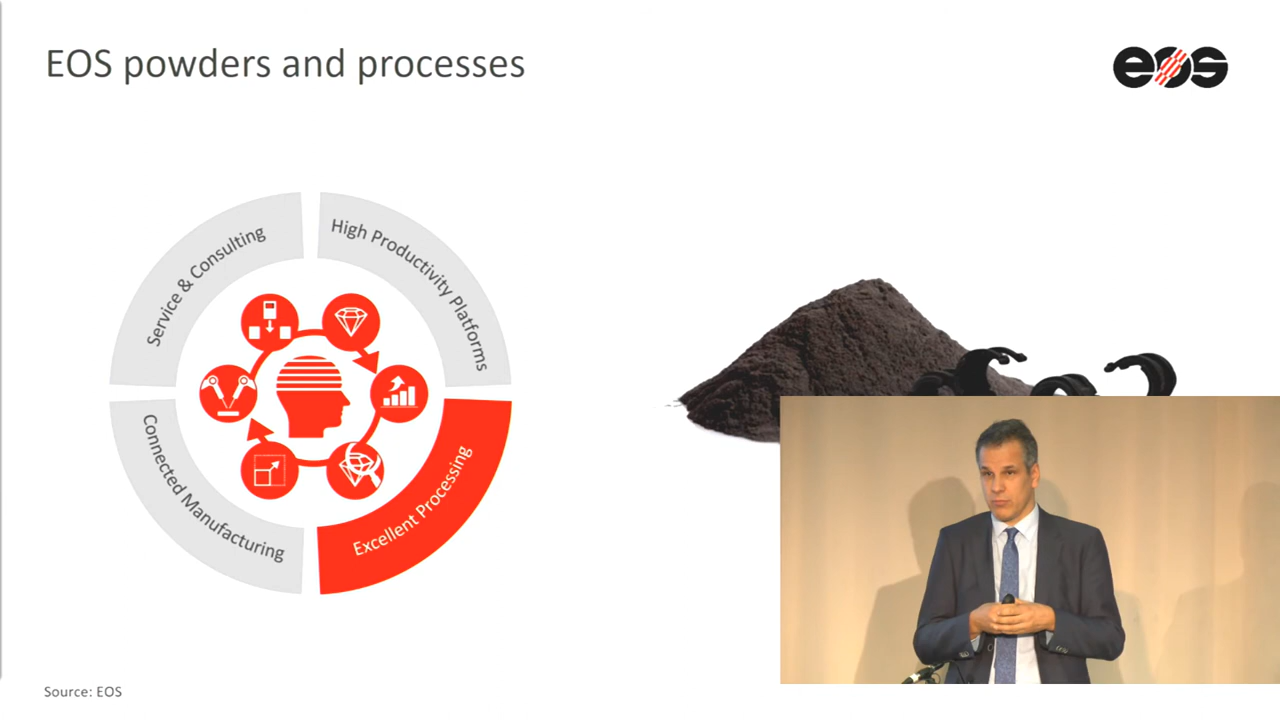 EOS powders and processes
eos
Service & Consulting
High Productivity Platforms
Connected Manufacturing
Excellent Processing
Source: EOS